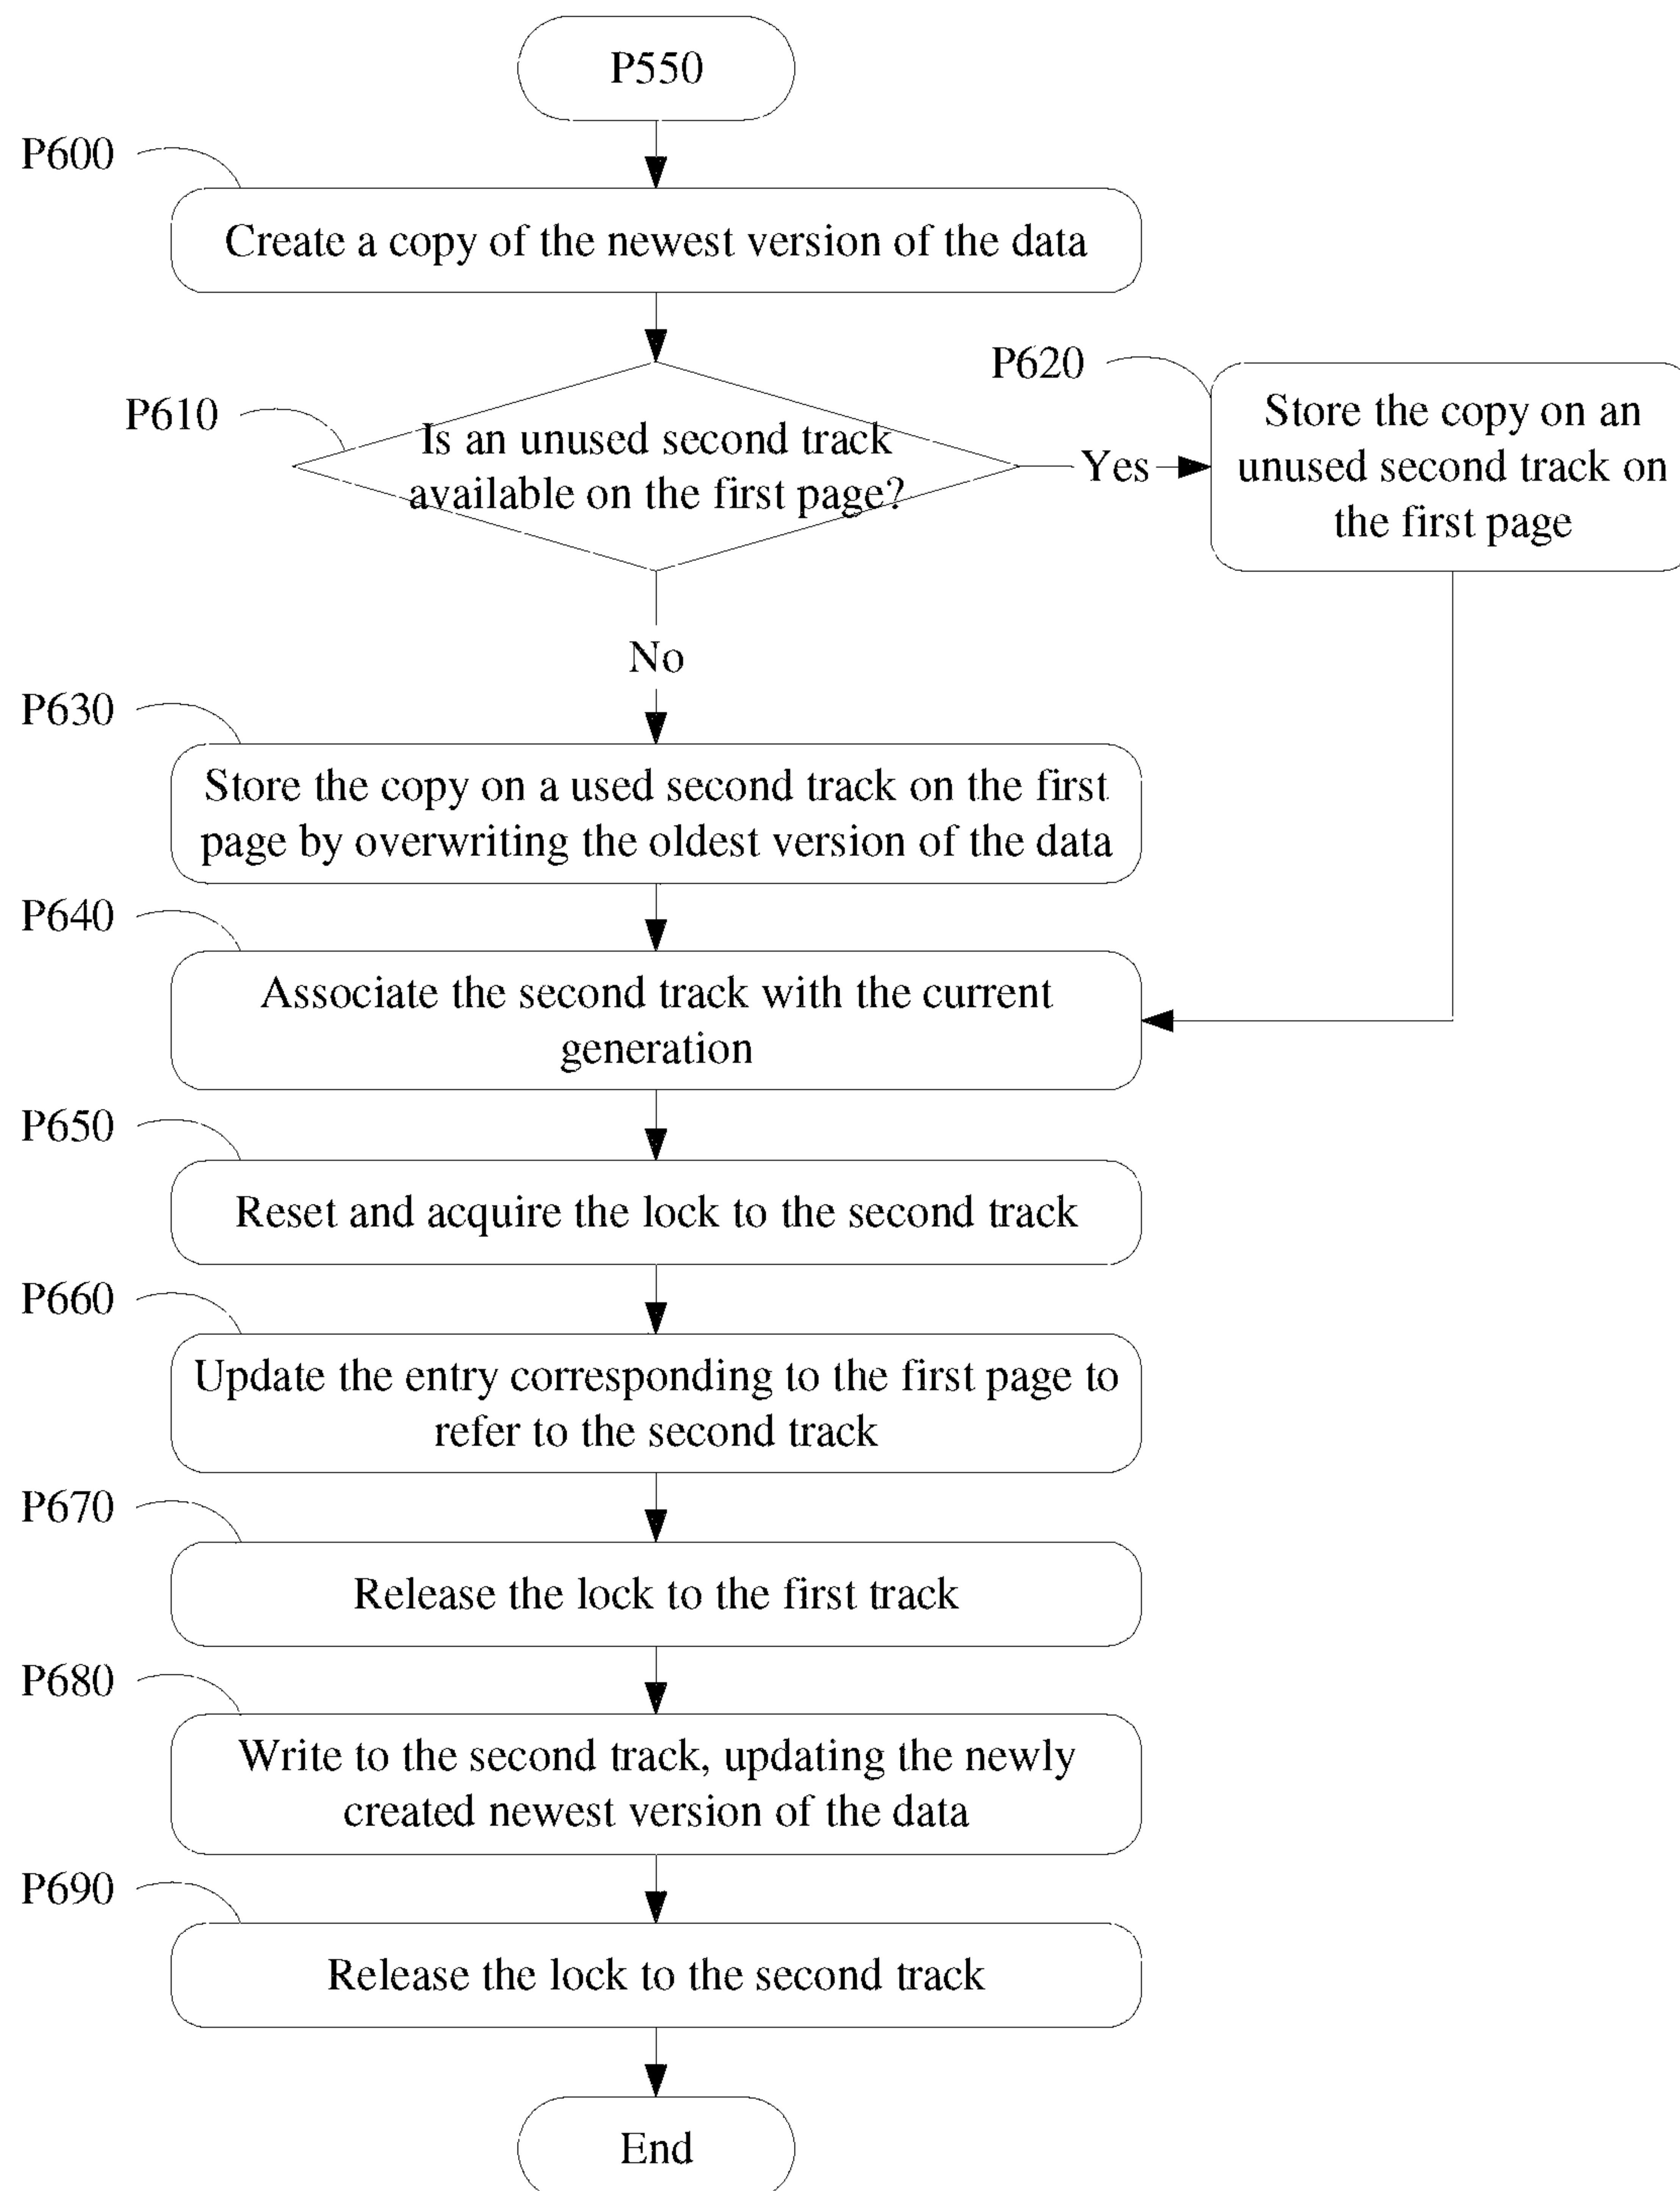 P550
P600
Create a copy of the newest version of the data
P610
Is an unused second track
available on the first page?
Yes
P620
Store the copy on an
unused second track on
the first page
No
P630
Store the copy on a used second track on the first
page by overwriting the oldest version of the data
P640
Associate the second track with the current
generation
P650
Reset and acquire the lock to the second track
P660
Update the entry corresponding to the first page to
refer to the second track
P670
Release the lock to the first track
P680
Write to the second track, updating the newly
created newest version of the data
P690
Release the lock to the second track
End